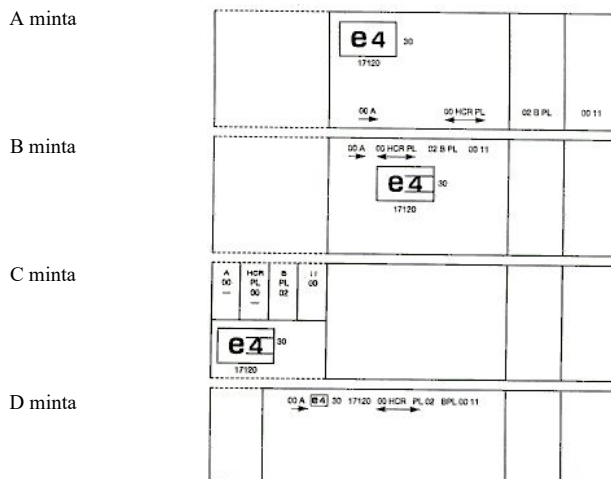 A minta
e4 30
17120
00 A 00 HCR PL 02 B PL 00 11
B minta
00 A 00 HCR PL 02 B PL 00 11
e4 30
17120
C minta
A HCR B 11
00 PL PL 00
00 02
e4 30
17120
D minta
00 A e4 30 17120 00 HCR PL 02 BPL 00 11